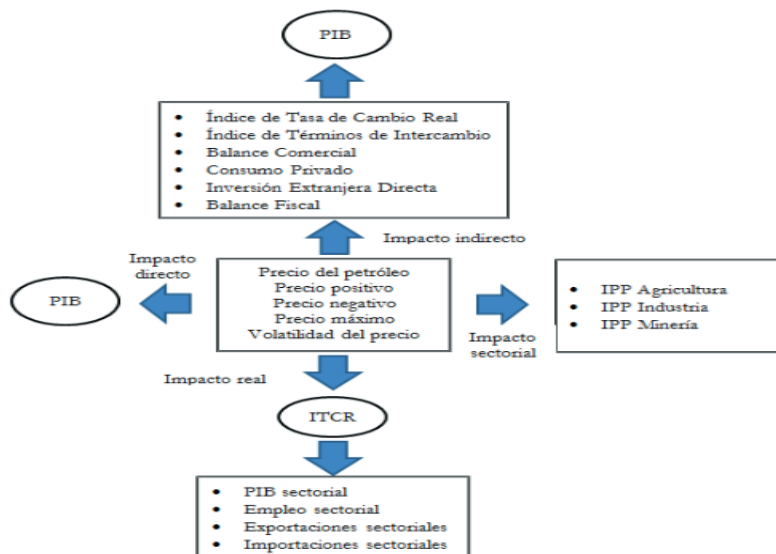 PIB
• Índice de Tasa de Cambio Real
• Índice de Términos de Intercambio
• Balance Comercial
• Consumo Privado
• Inversión Extranjera Directa
• Balance Fiscal
Impacto indirecto
Impacto
directo
PIB
Precio del petróleo
Precio positivo
Precio negativo
Precio máximo
Volatilidad del precio
Impacto
sectorial
• IPP Agricultura
• IPP Industria
• IPP Minería
Impacto real
ITCR
• PIB sectorial
• Empleo sectorial
• Exportaciones sectoriales
• Importaciones sectoriales